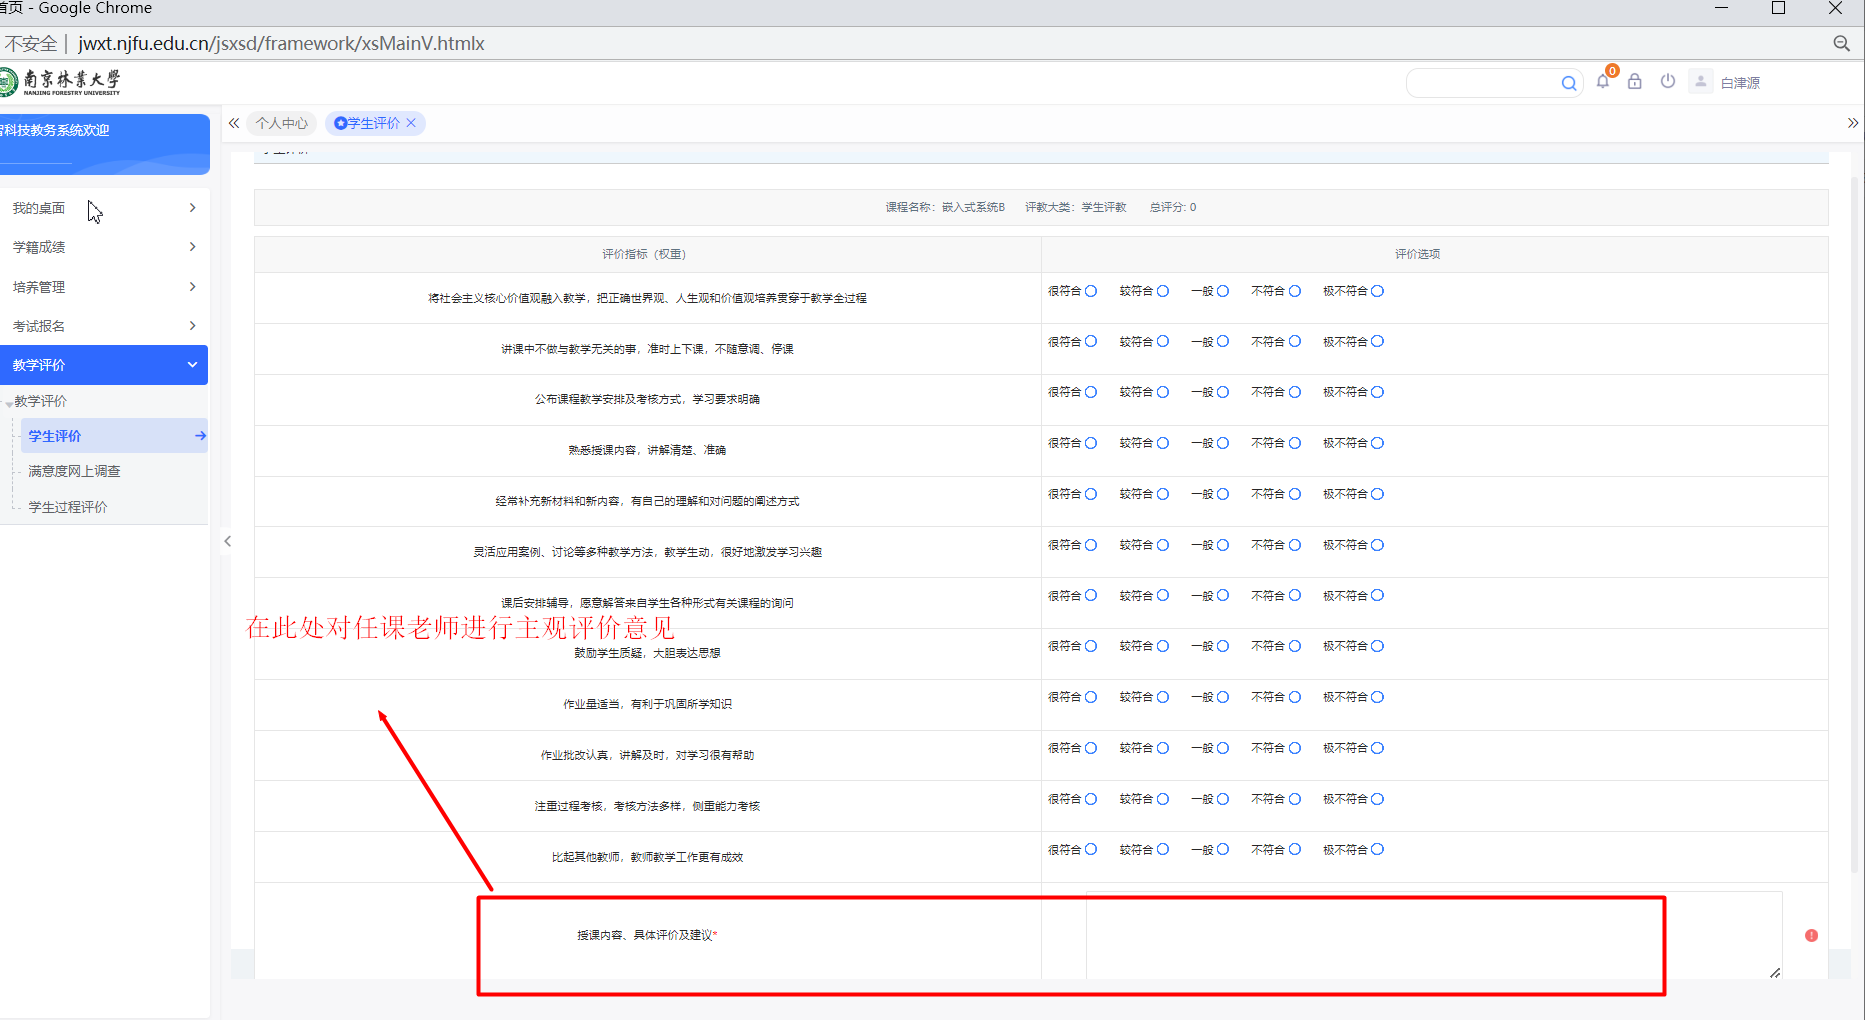 首页 - Google Chrome
不安全 | jwxt.njfu.edu.cn/jsxsd/framework/xsMainV.htmlx
南京林業大學
NANJING FORESTRY UNIVERSITY
0
白津源
智科技教务系统欢迎
个人中心
学生评价
学生评价
我的桌面
学籍成绩
培养管理
考试报名
教学评价
教学评价
学生评价
满意度网上调查
学生过程评价
课程名称：嵌入式系统B 评教大类：学生评教 总评分: 0
评价指标（权重） 评价选项
将社会主义核心价值观融入教学，把正确世界观、人生观和价值观培养贯穿于教学全过程 很符合 较符合 一般 不符合 极不符合
讲课中不做与教学无关的事，准时上下课，不随意调、停课 很符合 较符合 一般 不符合 极不符合
公布课程教学安排及考核方式，学习要求明确 很符合 较符合 一般 不符合 极不符合
熟悉授课内容，讲解清楚、准确 很符合 较符合 一般 不符合 极不符合
经常补充新材料和新内容，有自己的理解和对问题的阐述方式 很符合 较符合 一般 不符合 极不符合
灵活应用案例、讨论等多种教学方法，教学生动，很好地激发学习兴趣 很符合 较符合 一般 不符合 极不符合
课后安排辅导，愿意解答来自学生各种形式有关课程的询问 很符合 较符合 一般 不符合 极不符合
在此处对任课老师进行主观评价意见
鼓励学生质疑，大胆表达思想 很符合 较符合 一般 不符合 极不符合
作业量适当，有利于巩固所学知识 很符合 较符合 一般 不符合 极不符合
作业批改认真，讲解及时，对学习很有帮助 很符合 较符合 一般 不符合 极不符合
注重过程考核，考核方法多样，侧重能力考核 很符合 较符合 一般 不符合 极不符合
比起其他教师，教师教学工作更有成效 很符合 较符合 一般 不符合 极不符合
授课内容、具体评价及建议*